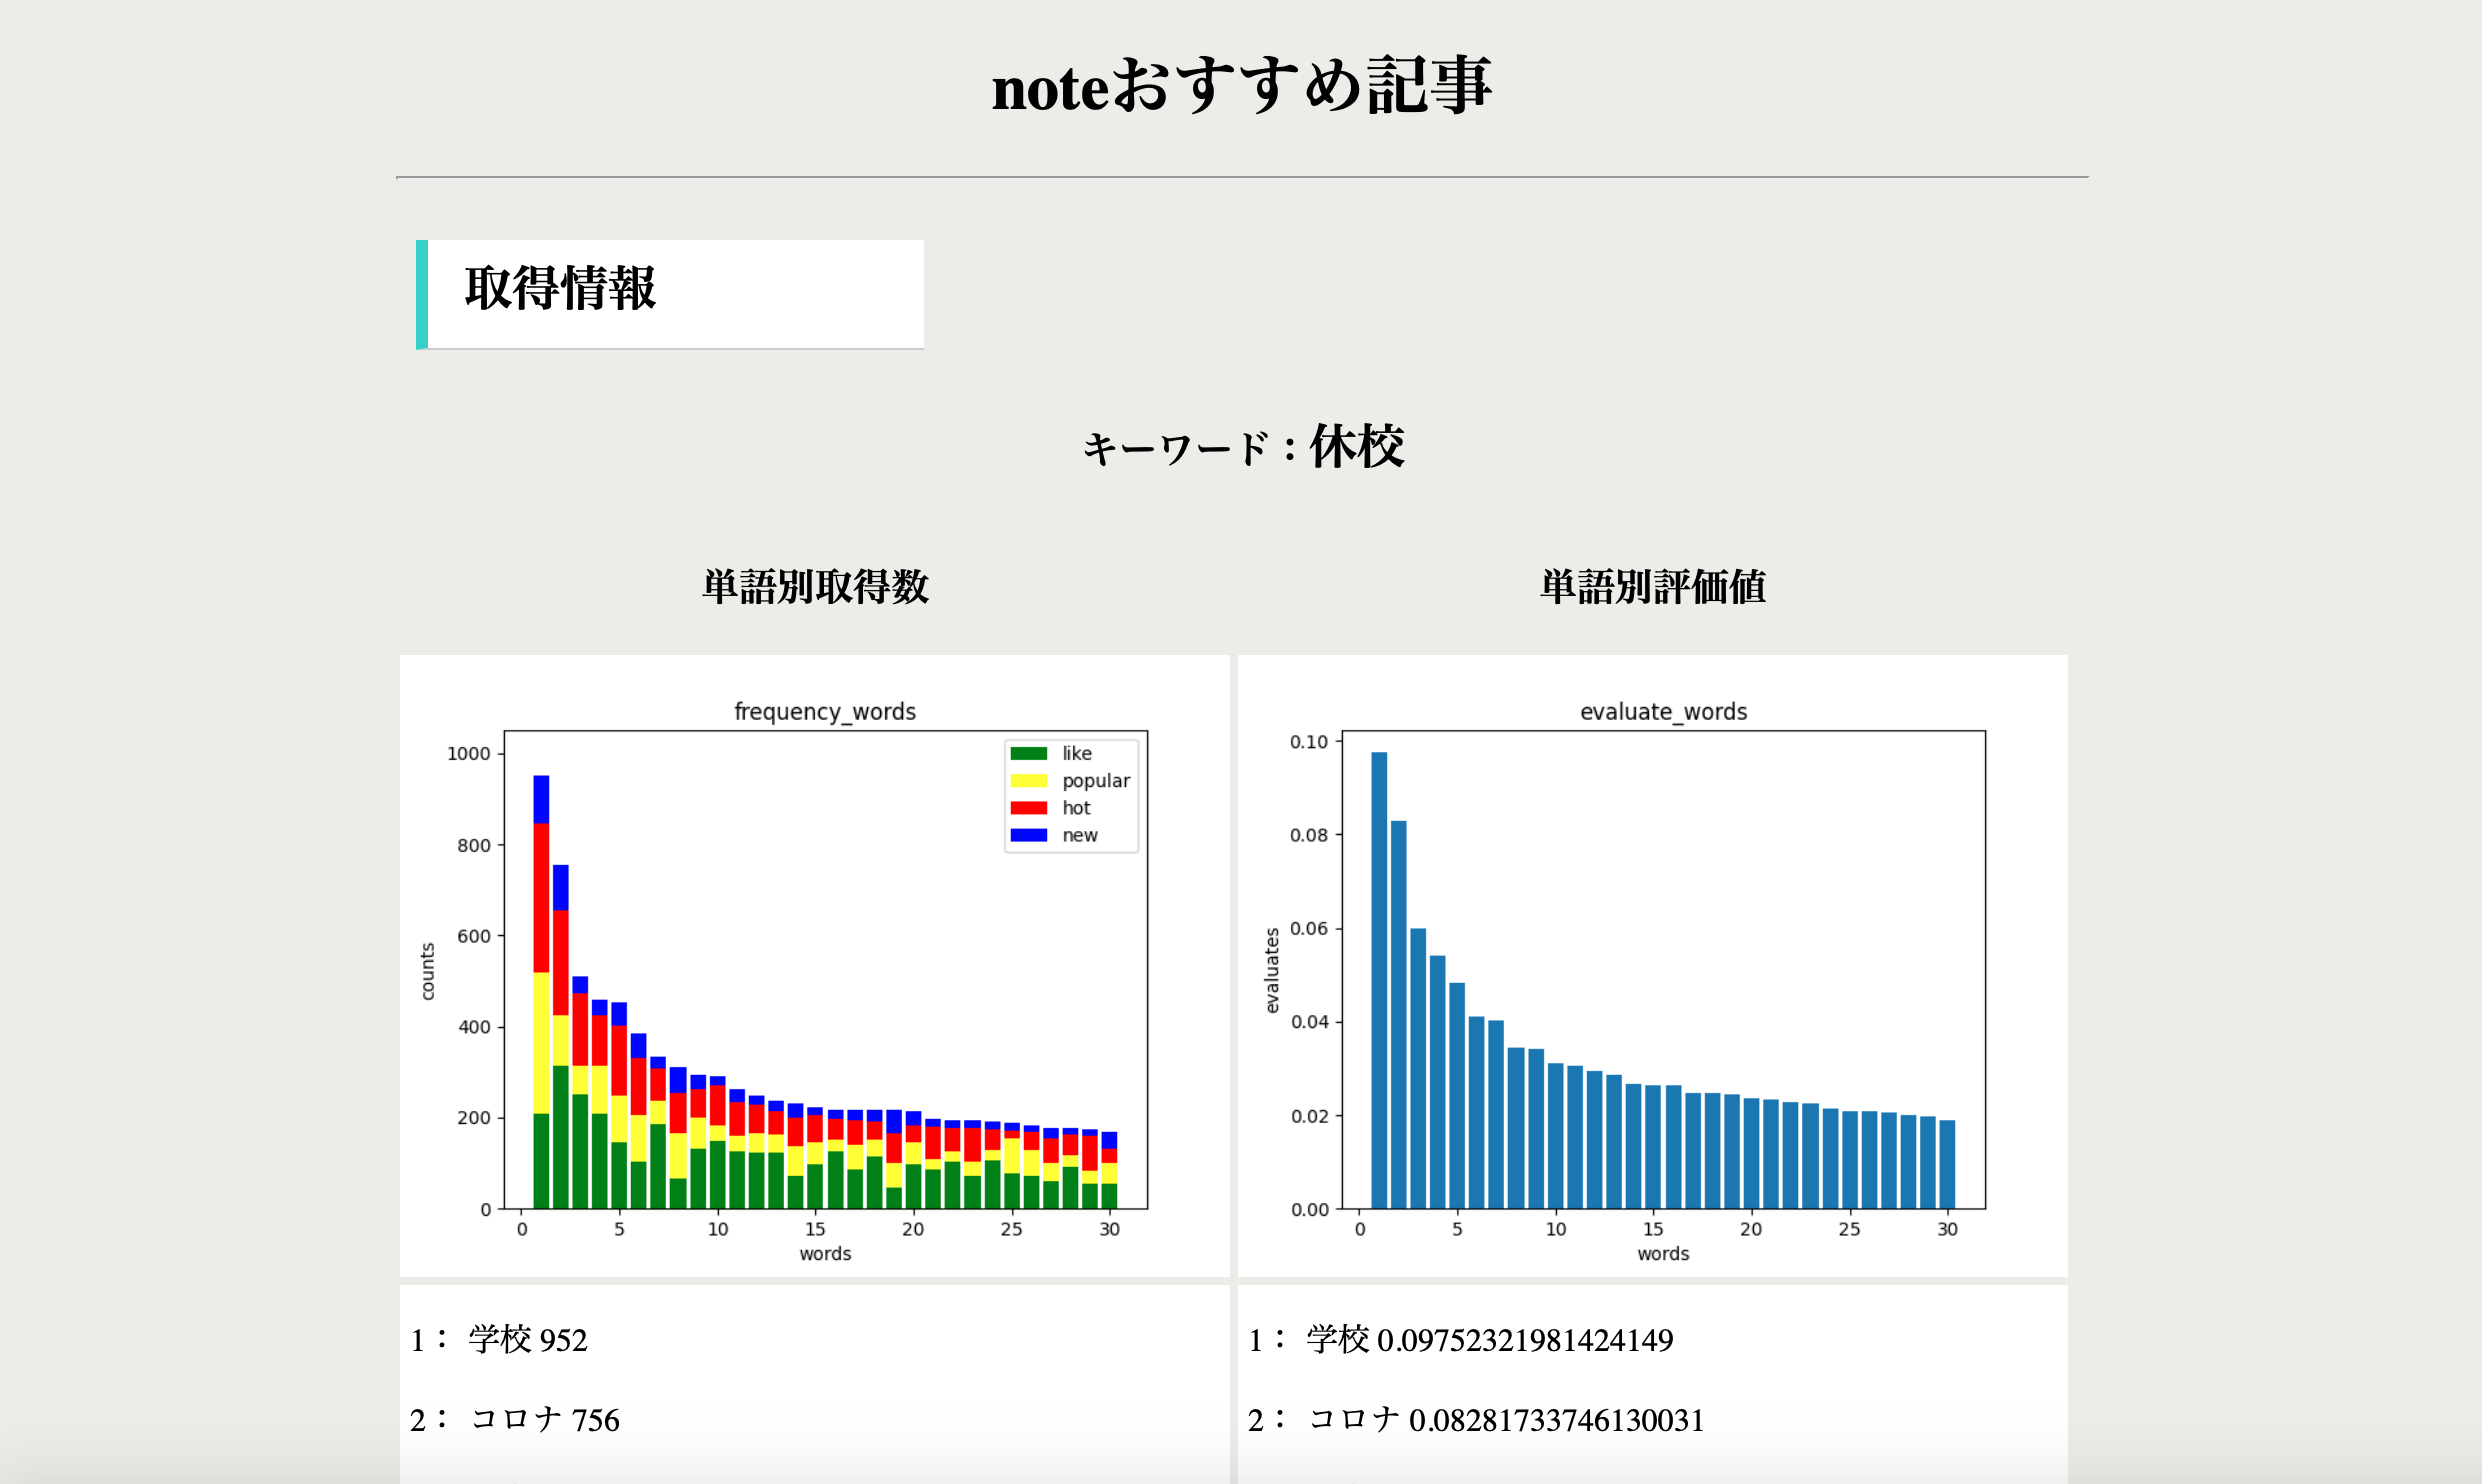 noteおすすめ記事
取得情報
キーワード：休校
単語別取得数
単語別評価値
frequency_words
1000
800
600
400
200
0
counts
like
popular
hot
new
0 5 10 15 20 25 30
words
evaluate_words
0.10
0.08
0.06
0.04
0.02
0.00
evaluates
0 5 10 15 20 25 30
words
1： 学校 952
2： コロナ 756
1： 学校 0.09752321981424149
2： コロナ 0.08281733746130031